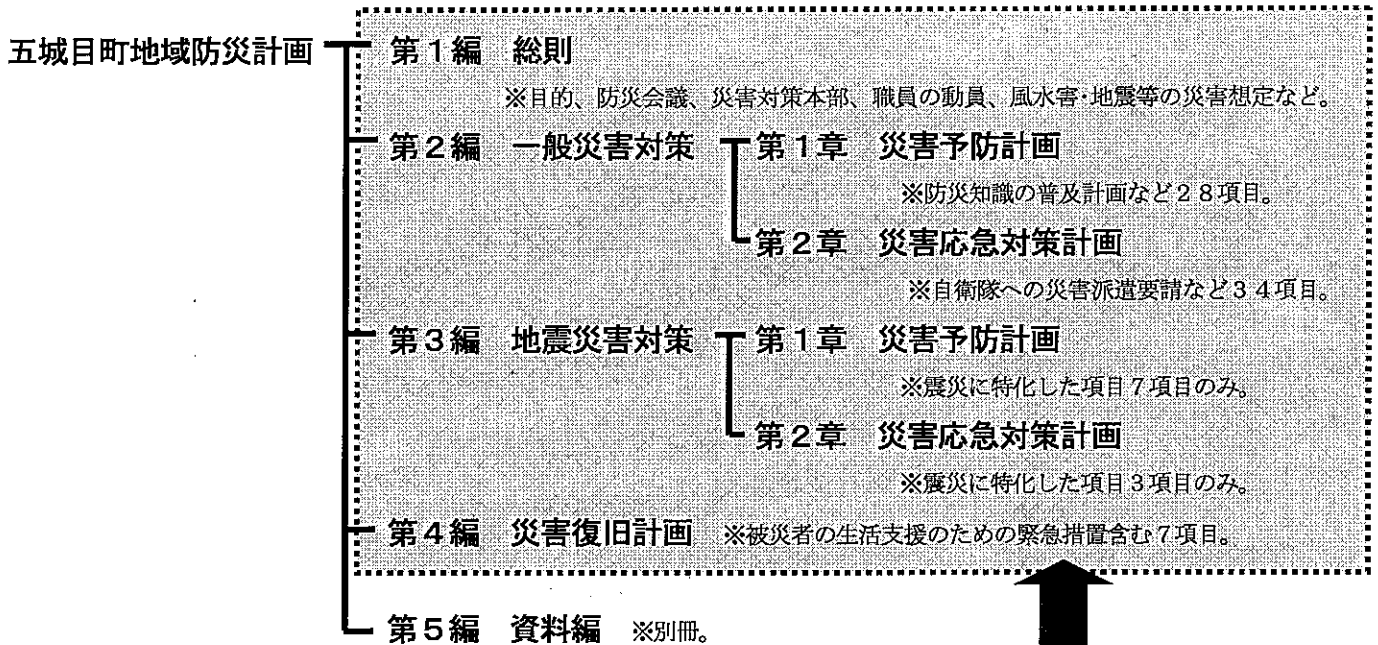 五城目町地域防災計画 第1編 総則
※目的、防災会議、災害対策本部、職員の動員、風水害・地震等の災害想定など。
第2編 一般災害対策 第1章 災害予防計画
※防災知識の普及計画など28項目。
第2章 災害応急対策計画
※自衛隊への災害派遣要請など34項目。
第3編 地震災害対策 第1章 災害予防計画
※震災に特化した項目7項目のみ。
第2章 災害応急対策計画
※震災に特化した項目3項目のみ。
第4編 災害復旧計画 ※被災者の生活支援のための緊急措置含む7項目。
第5編 資料編 ※別冊。